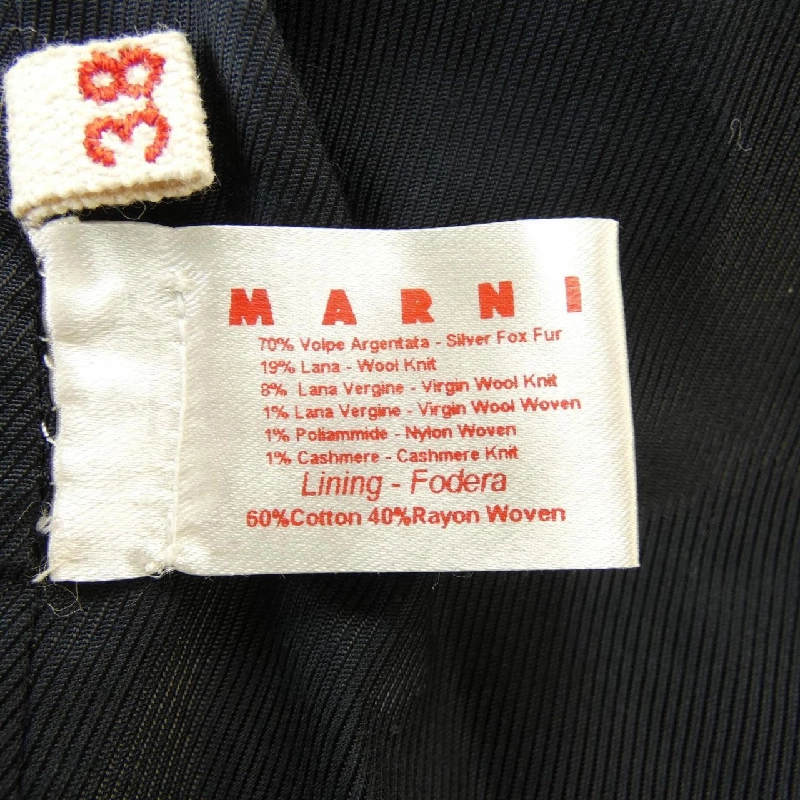 38
MARNI
70% Volpe Argentata - Silver Fox Fur
19% Lana - Wool Knit
8% Lana Vergine - Virgin Wool Knit
1% Lana Vergine - Virgin Wool Woven
1% Poliammide - Nylon Woven
1% Cashmere - Cashmere Knit
Lining - Fodera
60%Cotton 40%Rayon Woven